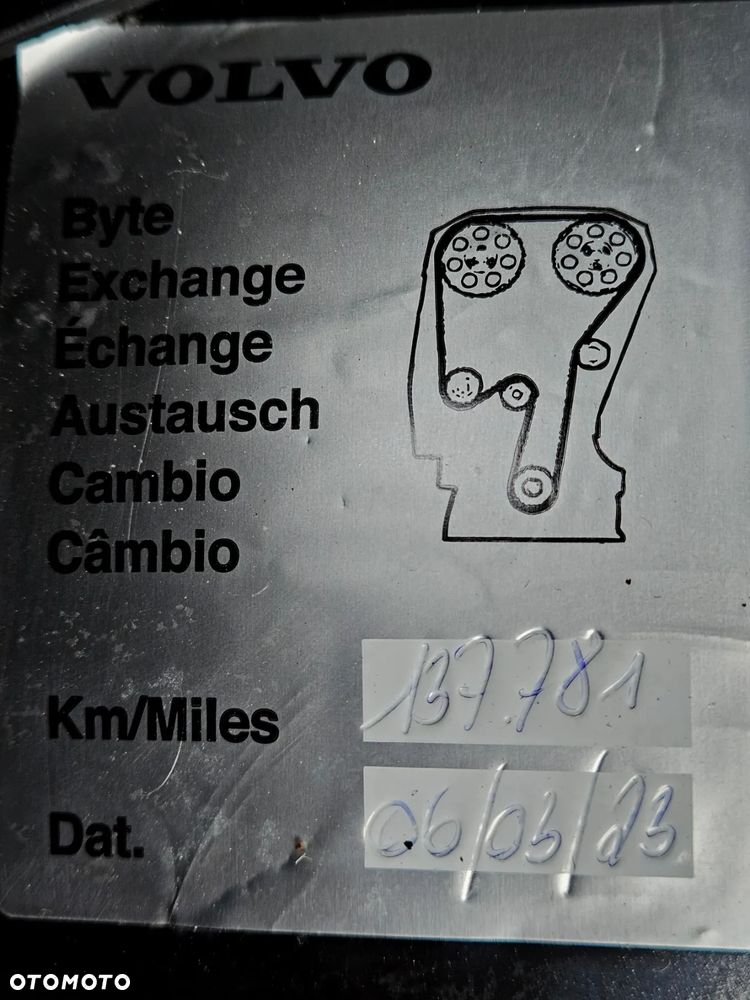 VOLVO
Byte
Exchange
Échange
Austausch
Cambio
Câmbio
Km/Miles 137.781
Dat. 06/03/23
OTOMOTO